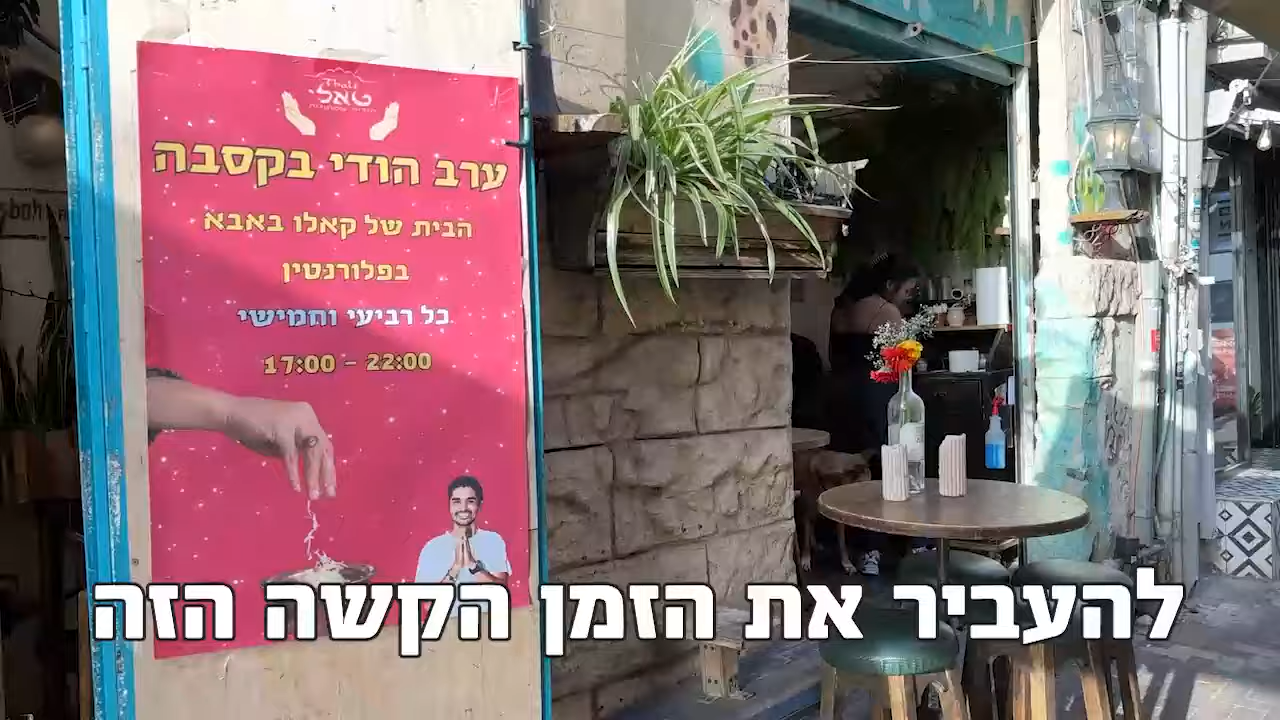 Thali
טאלי
ערב הודי בקסבה
הבית של קאלו באבא
בפלורנטין
כל רביעי וחמישי
17:00 - 22:00
להעביר את הזמן הקשה הזה